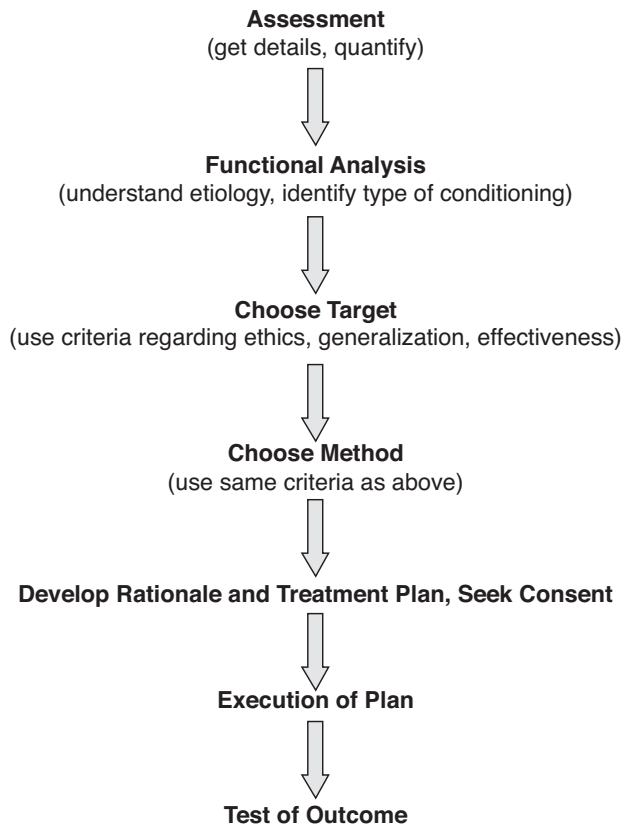 Assessment
(get details, quantify)
Functional Analysis
(understand etiology, identify type of conditioning)
Choose Target
(use criteria regarding ethics, generalization, effectiveness)
Choose Method
(use same criteria as above)
Develop Rationale and Treatment Plan, Seek Consent
Execution of Plan
Test of Outcome